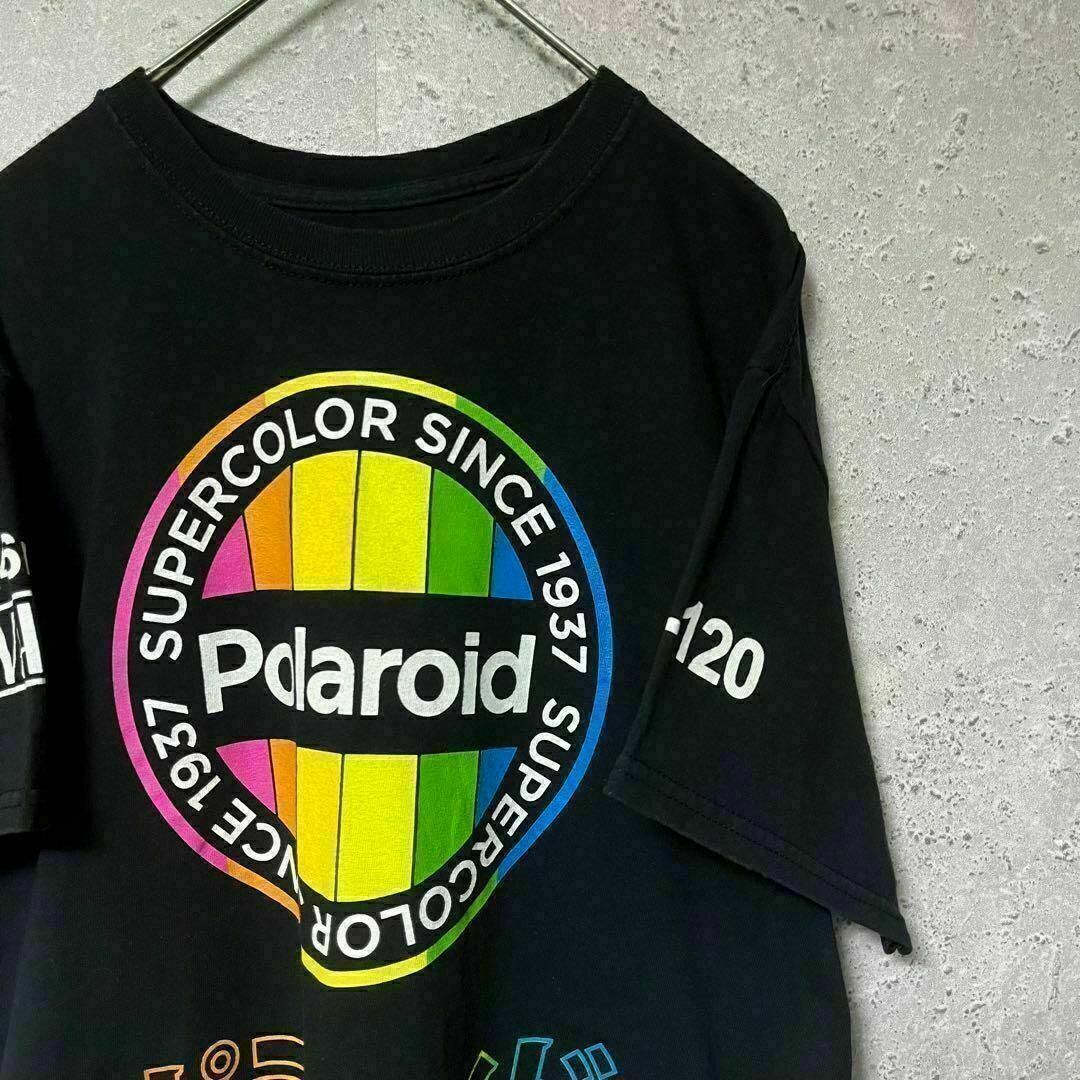 SUPERCOLOR SINCE 1937 SUPERCOLOR SINCE 1937
Polaroid
-120